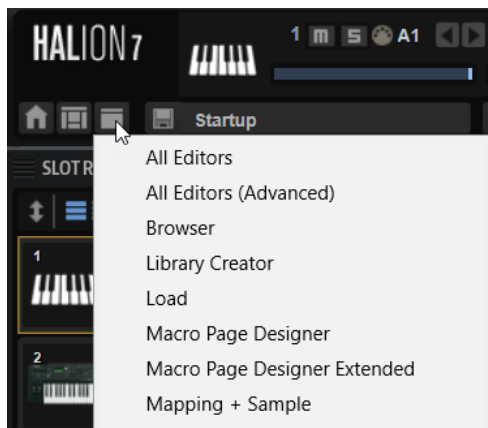 HALION 7
1 m S A1
Startup
SLOT R
All Editors
All Editors (Advanced)
Browser
1
Library Creator
Load
Macro Page Designer
2
Macro Page Designer Extended
Mapping + Sample